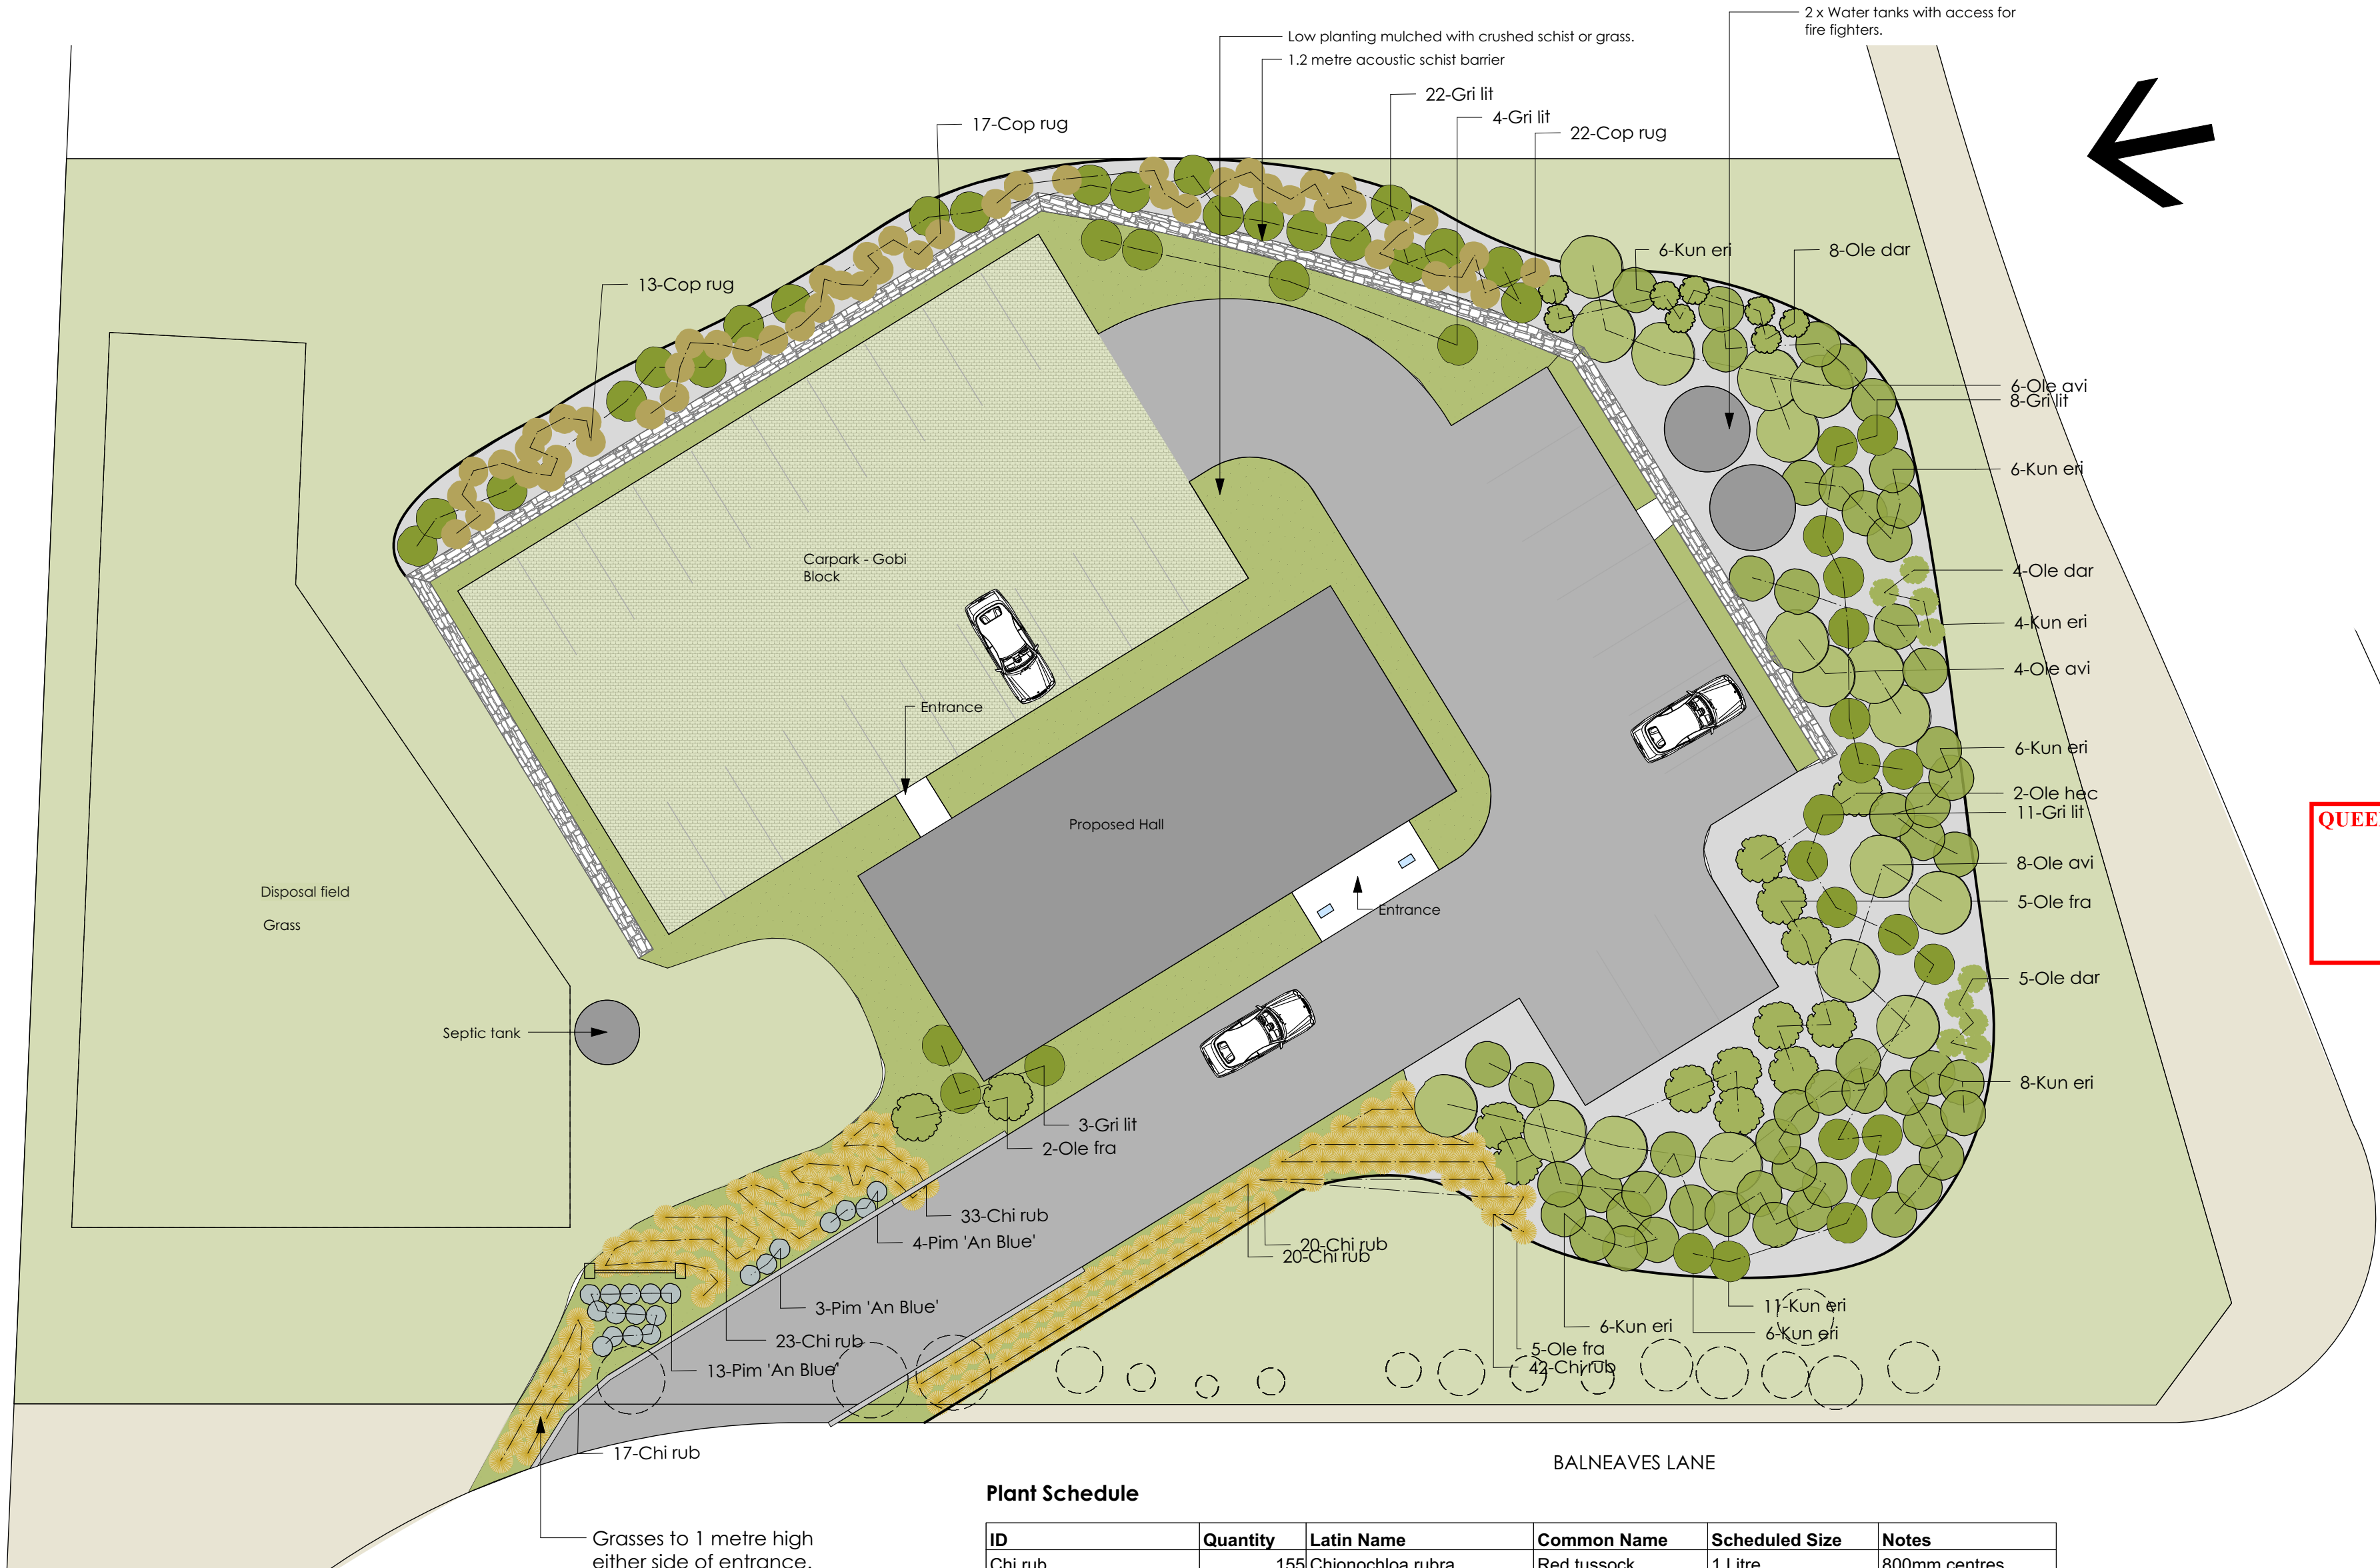 2 x Water tanks with access for
fire fighters.
Low planting mulched with crushed schist or grass.
1.2 metre acoustic schist barrier
22-Gri lit
4-Gri lit
17-Cop rug
22-Cop rug
6-Kun eri
8-Ole dar
13-Cop rug
6-Ole avi
8-Gri lit
6-Kun eri
Carpark - Gobi
Block
4-Ole dar
4-Kun eri
4-Ole avi
Entrance
6-Kun eri
2-Ole hec
11-Gri lit
Proposed Hall
8-Ole avi
Disposal field
5-Ole fra
Entrance
Grass
5-Ole dar
Septic tank
8-Kun eri
3-Gri lit
2-Ole fra
33-Chi rub
4-Pim 'An Blue'
20-Chi rub
20-Chi rub
3-Pim 'An Blue'
11-Kun eri
6-Kun eri
6-Kun eri
23-Chi rub
5-Ole fra
42-Chi rub
13-Pim 'An Blue'
17-Chi rub
BALNEAVES LANE
Plant Schedule
Grasses to 1 metre high
either side of entrance.
ID Quantity Latin Name Common Name Scheduled Size Notes
Chi rub 155 Chionochloa rubra Red tussock 1 Litre 800mm centres